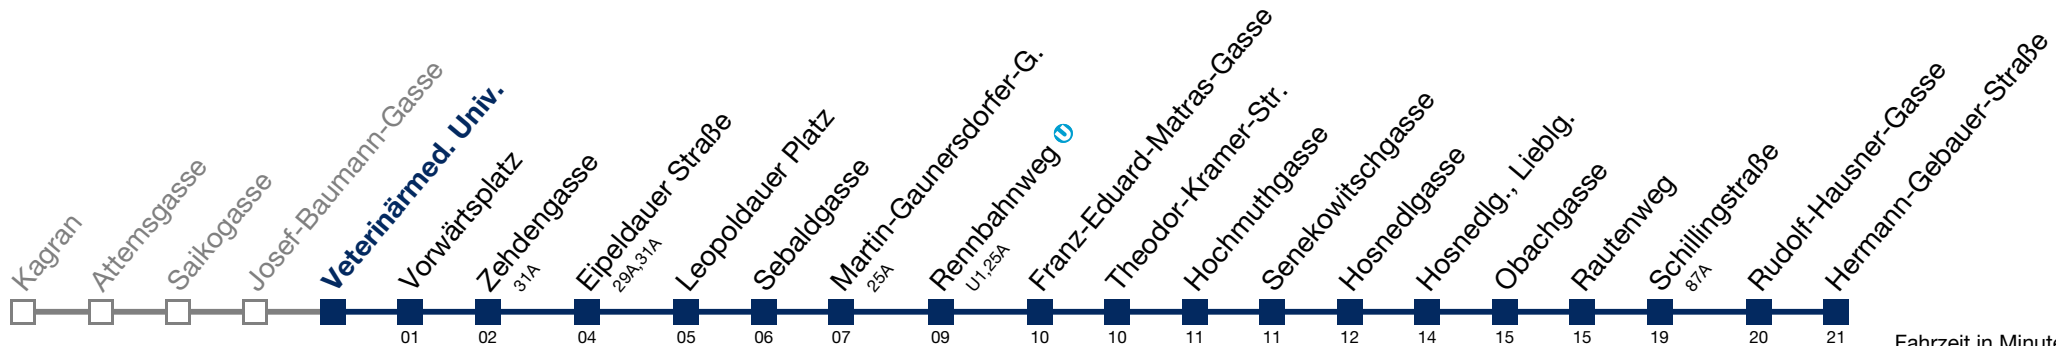 Kagran
Attemsgasse
Saikogasse
Josef-Baumann-Gasse
Veterinärmed. Univ.
Vorwärtsplatz
Zehdengasse
31A
Eipeldauer Straße
29A,31A
Leopoldauer Platz
Sebaldgasse
Martin-Gaunersdorfer-G.
25A
Rennbahnweg U
U1,25A
Franz-Eduard-Matras-Gasse
Theodor-Kramer-Str.
Hochmuthgasse
Senekowitschgasse
Hosnedlgasse
Hosnedlg., Lieblg.
Obachgasse
Rautenweg
Schillingstraße
87A
Rudolf-Hausner-Gasse
Hermann-Gebauer-Straße
01 02 04 05 06 07 09 10 10 11 11 12 14 15 15 19 20 21
Fahrzeit in Minute